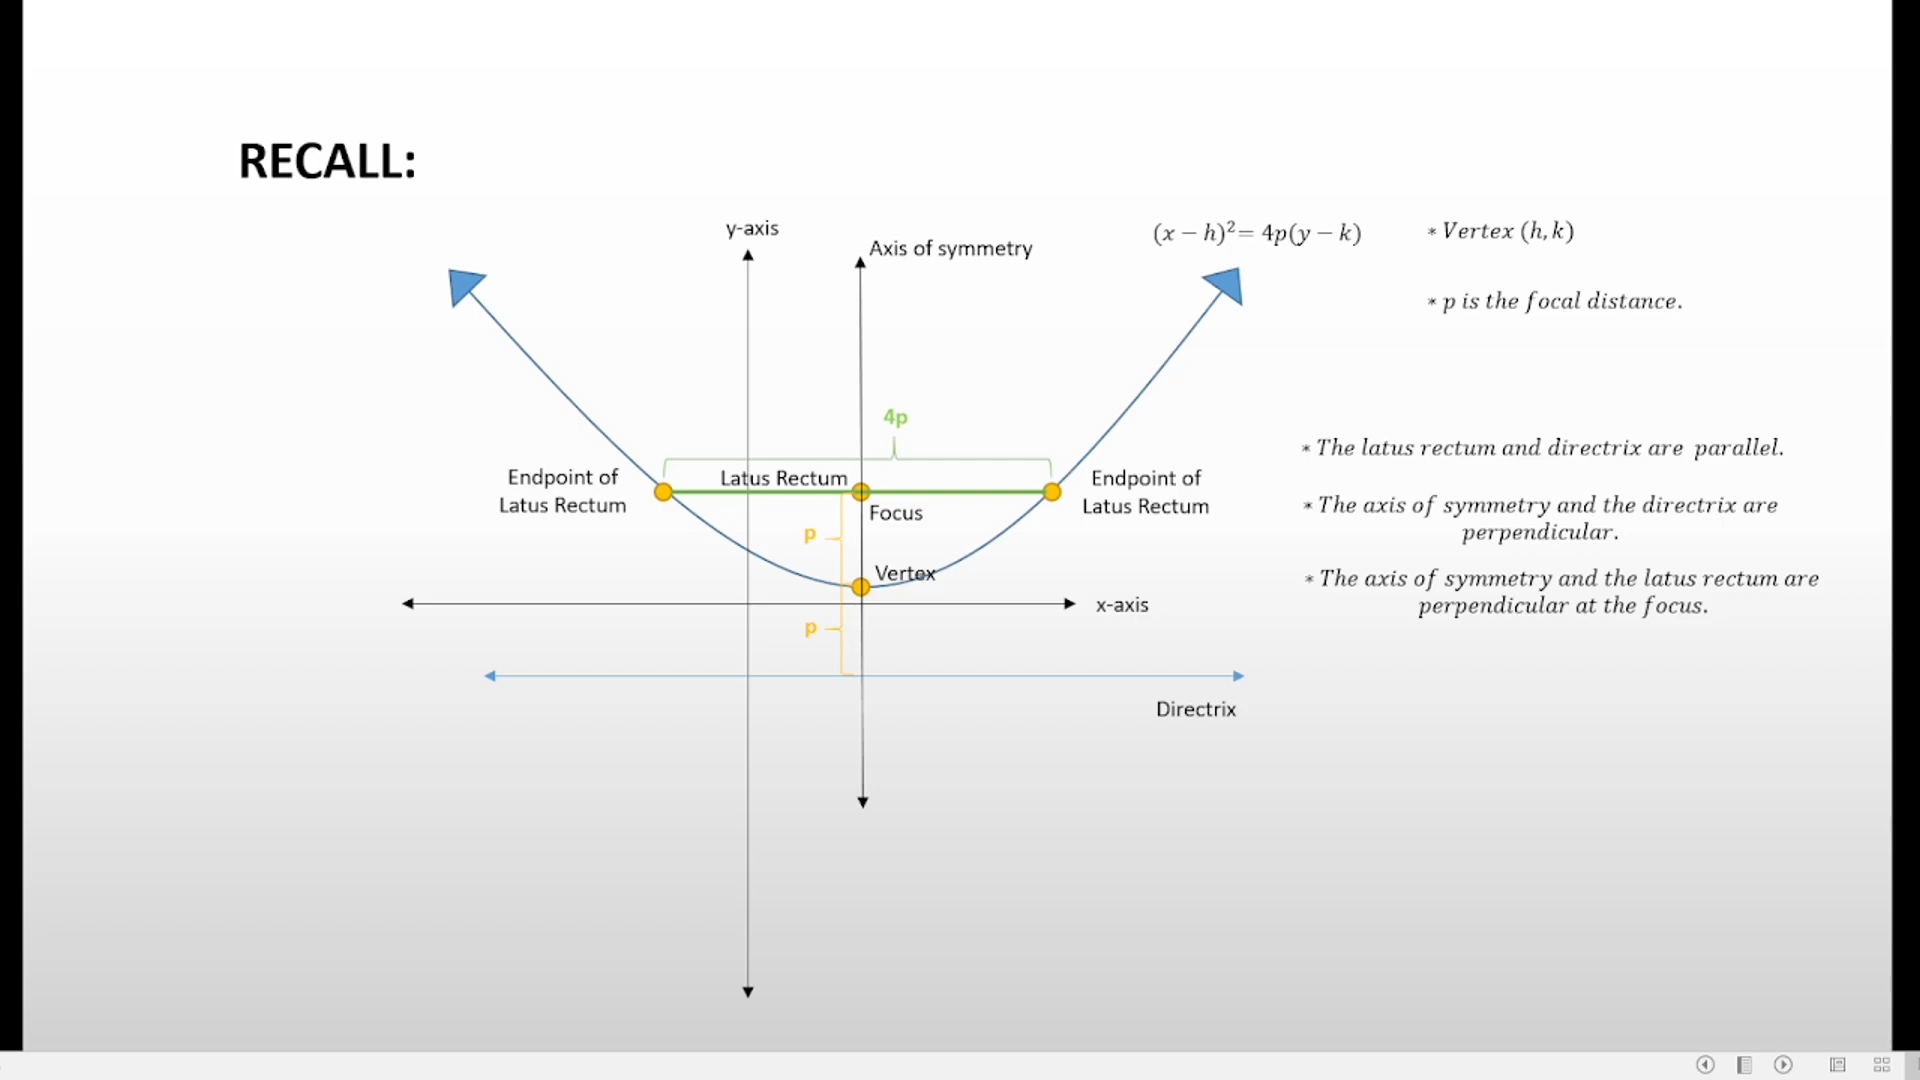 RECALL:
y-axis
Axis of symmetry
(x − h)²= 4p(y − k)
* Vertex (h, k)
* p is the focal distance.
4p
* The latus rectum and directrix are parallel.
Endpoint of
Latus Rectum
Latus Rectum
Endpoint of
Latus Rectum
Focus
* The axis of symmetry and the directrix are
perpendicular.
p
Vertex
* The axis of symmetry and the latus rectum are
perpendicular at the focus.
x-axis
p
Directrix